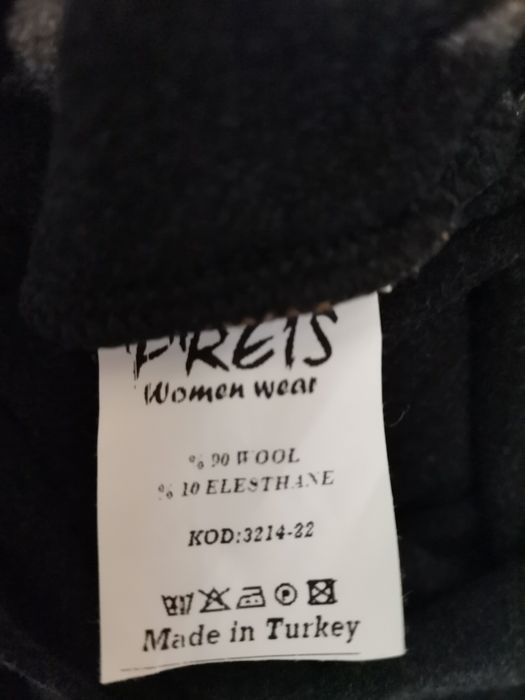 FREIS
Women wear
% 90 WOOL
% 10 ELESTHANE
KOD:3214-22
P
Made in Turkey